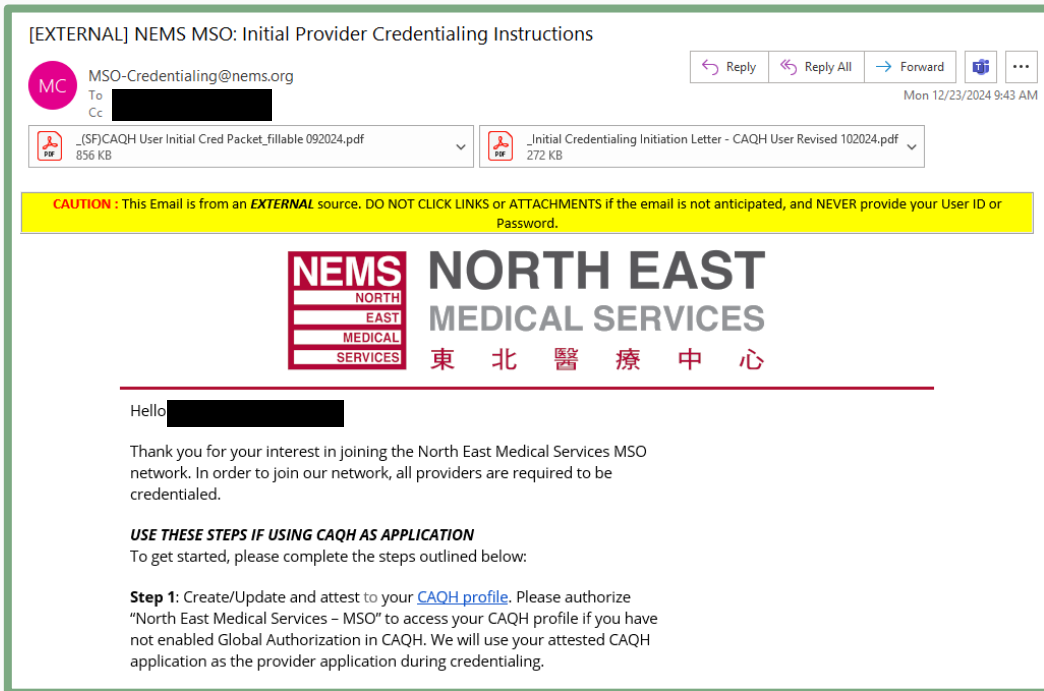 [EXTERNAL] NEMS MSO: Initial Provider Credentialing Instructions
MC
MSO-Credentialing@nems.org
To
Cc
Reply
Reply All
Forward
Mon 12/23/2024 9:43 AM
_(SF)CAQH User Initial Cred Packet_fillable 092024.pdf
856 KB
_Initial Credentialing Initiation Letter - CAQH User Revised 102024.pdf
272 KB
CAUTION : This Email is from an EXTERNAL source. DO NOT CLICK LINKS or ATTACHMENTS if the email is not anticipated, and NEVER provide your User ID or
Password.
NEMS
NORTH
EAST
MEDICAL
SERVICES
NORTH EAST
MEDICAL SERVICES
東北醫療中心
Hello
Thank you for your interest in joining the North East Medical Services MSO
network. In order to join our network, all providers are required to be
credentialed.
USE THESE STEPS IF USING CAQH AS APPLICATION
To get started, please complete the steps outlined below:
Step 1: Create/Update and attest to your CAQH profile. Please authorize
“North East Medical Services – MSO” to access your CAQH profile if you have
not enabled Global Authorization in CAQH. We will use your attested CAQH
application as the provider application during credentialing.